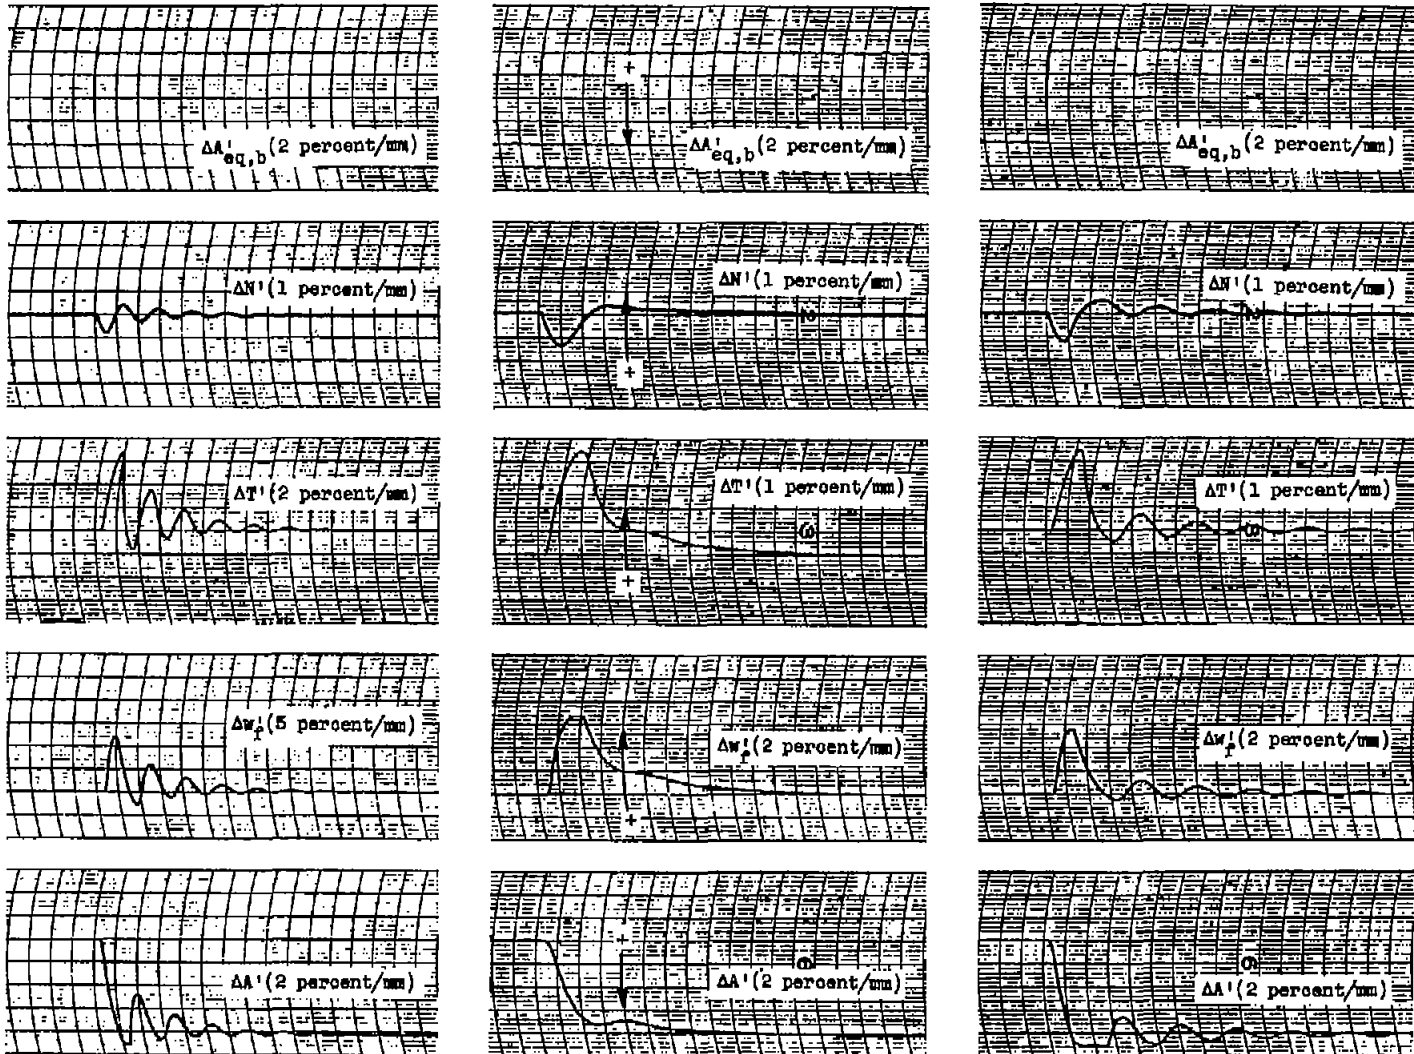 ΔA'eq,b(2 percent/mm)
+
ΔA'eq,b(2 percent/mm)
ΔA'eq,b(2 percent/mm)
ΔN'(1 percent/mm)
ΔN'(1 percent/mm)
2
+
ΔN'(1 percent/mm)
2
ΔT'(2 percent/mm)
ΔT'(1 percent/mm)
3
+
ΔT'(1 percent/mm)
Δw'f(5 percent/mm)
Δw'f(2 percent/mm)
+
Δw'f(2 percent/mm)
ΔA'(2 percent/mm)
+
ΔA'(2 percent/mm)
ΔA'(2 percent/mm)